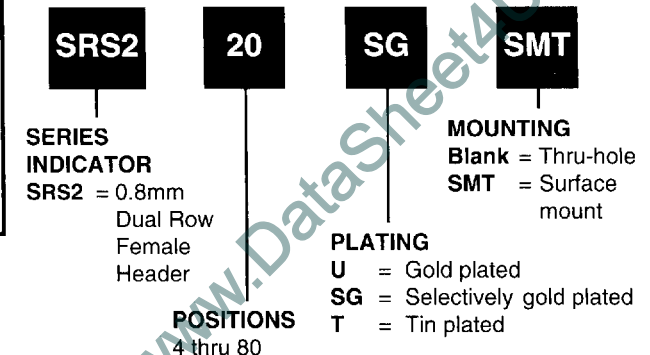 SRS2 20 SG SMT
SERIES
INDICATOR
SRS2 = 0.8mm
Dual Row
Female
Header
POSITIONS
4 thru 80
PLATING
U = Gold plated
SG = Selectively gold plated
T = Tin plated
MOUNTING
Blank = Thru-hole
SMT = Surface
mount
www.DataSheet4U